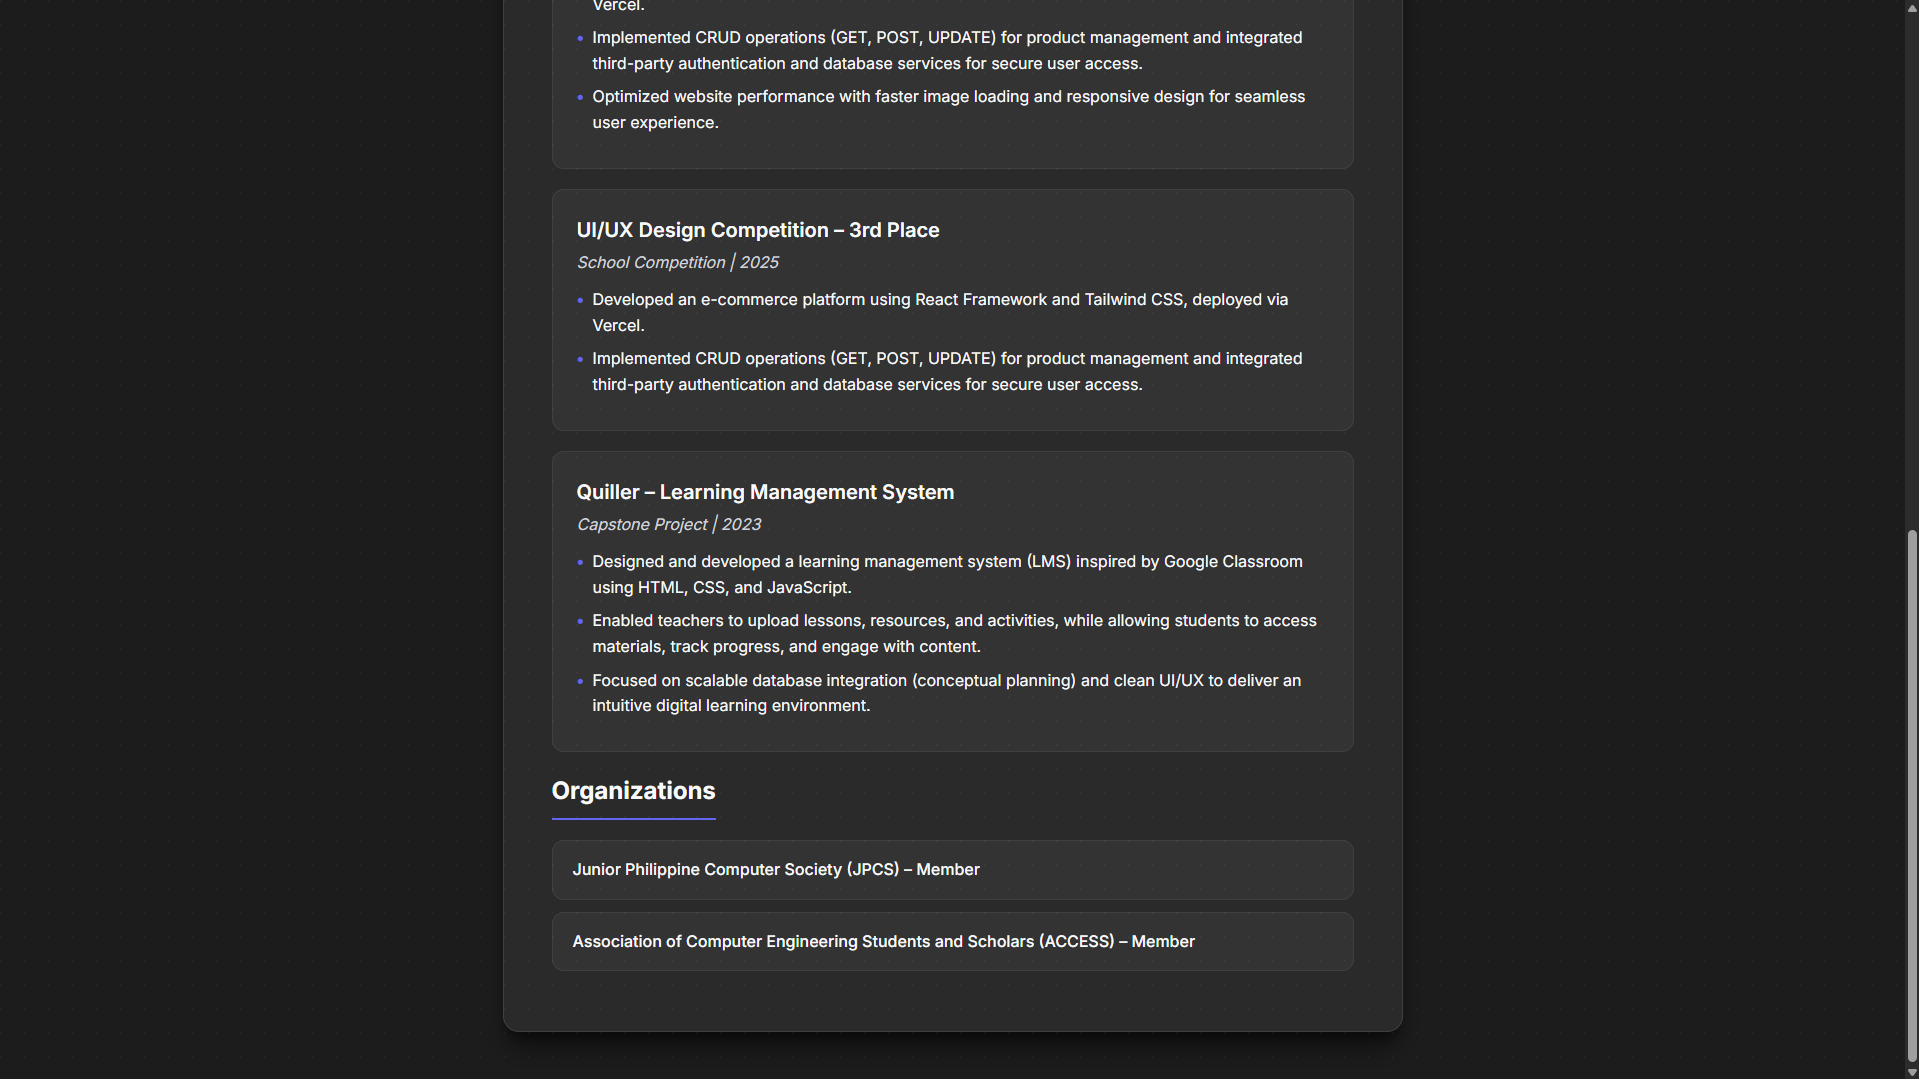 Vercel.
Implemented CRUD operations (GET, POST, UPDATE) for product management and integrated
third-party authentication and database services for secure user access.
Optimized website performance with faster image loading and responsive design for seamless
user experience.
UI/UX Design Competition – 3rd Place
School Competition | 2025
Developed an e-commerce platform using React Framework and Tailwind CSS, deployed via
Vercel.
Implemented CRUD operations (GET, POST, UPDATE) for product management and integrated
third-party authentication and database services for secure user access.
Quiller – Learning Management System
Capstone Project | 2023
Designed and developed a learning management system (LMS) inspired by Google Classroom
using HTML, CSS, and JavaScript.
Enabled teachers to upload lessons, resources, and activities, while allowing students to access
materials, track progress, and engage with content.
Focused on scalable database integration (conceptual planning) and clean UI/UX to deliver an
intuitive digital learning environment.
Organizations
Junior Philippine Computer Society (JPCS) – Member
Association of Computer Engineering Students and Scholars (ACCESS) – Member